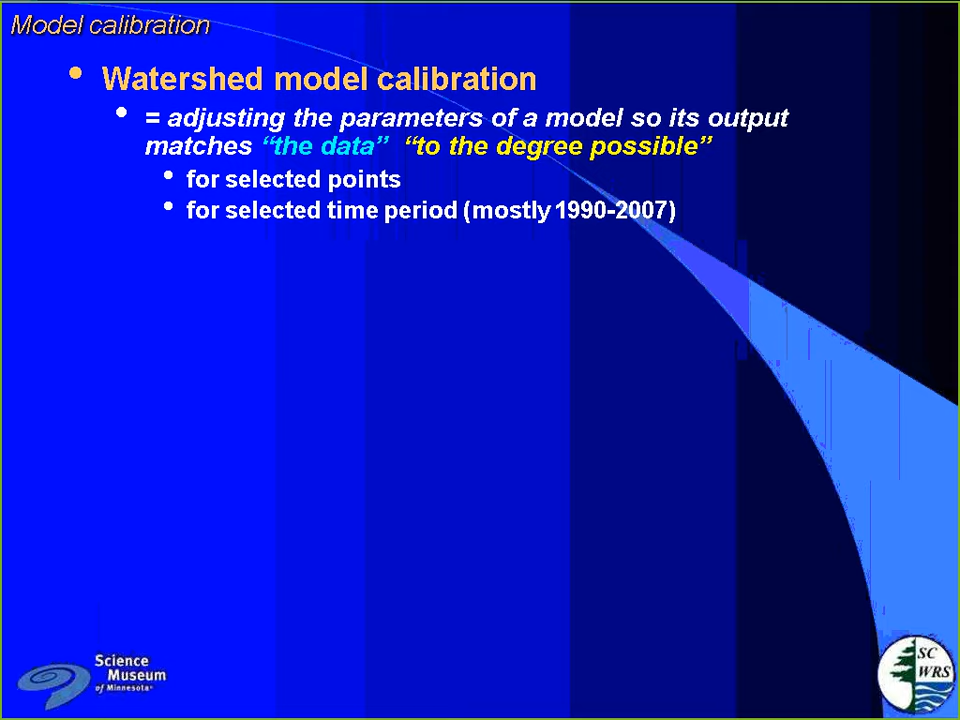 Model calibration
• Watershed model calibration
• = adjusting the parameters of a model so its output
matches “the data” “to the degree possible”
• for selected points
• for selected time period (mostly 1990-2007)
Science
Museum
of Minnesota
SC
WRS